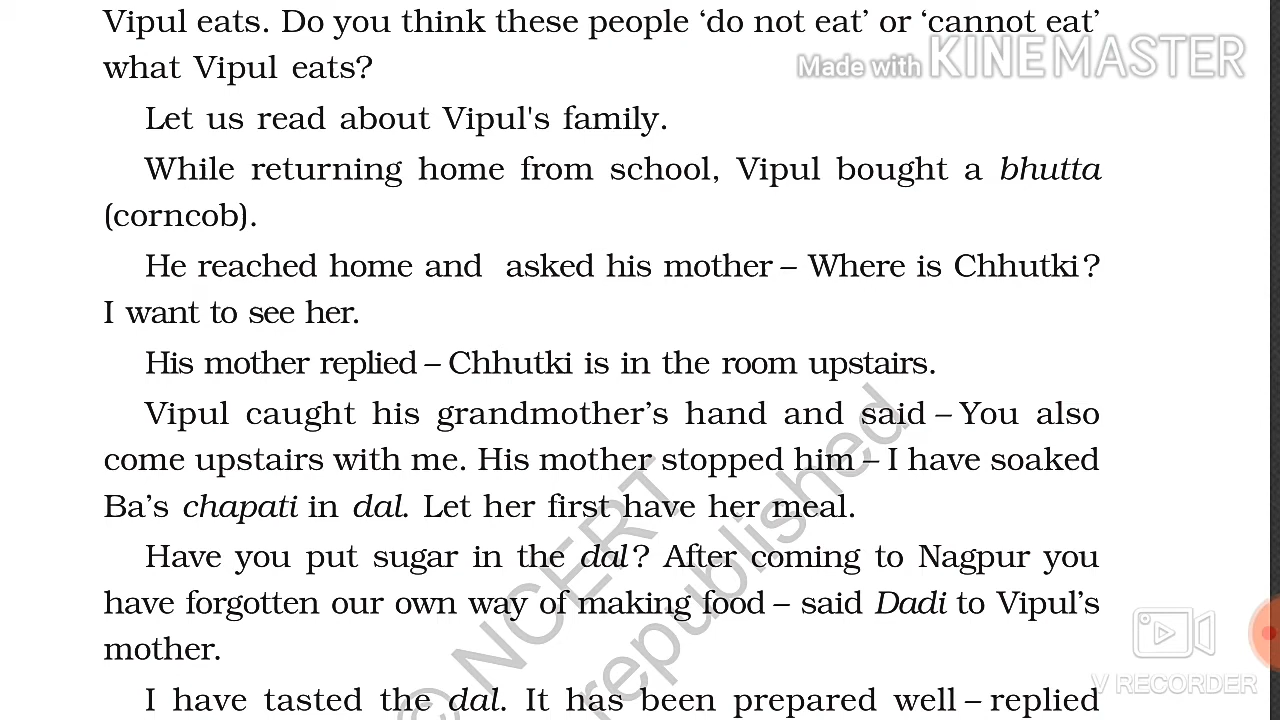 Vipul eats. Do you think these people ‘do not eat’ or ‘cannot eat’
what Vipul eats?
Made with KINEMASTER
Let us read about Vipul's family.
While returning home from school, Vipul bought a bhutta
(corncob).
He reached home and asked his mother – Where is Chhutki?
I want to see her.
His mother replied – Chhutki is in the room upstairs.
Vipul caught his grandmother’s hand and said – You also
come upstairs with me. His mother stopped him – I have soaked
Ba’s chapati in dal. Let her first have her meal.
Have you put sugar in the dal? After coming to Nagpur you
have forgotten our own way of making food – said Dadi to Vipul’s
mother.
I have tasted the dal. It has been prepared well – replied
© NCERT
republished
V RECORDER